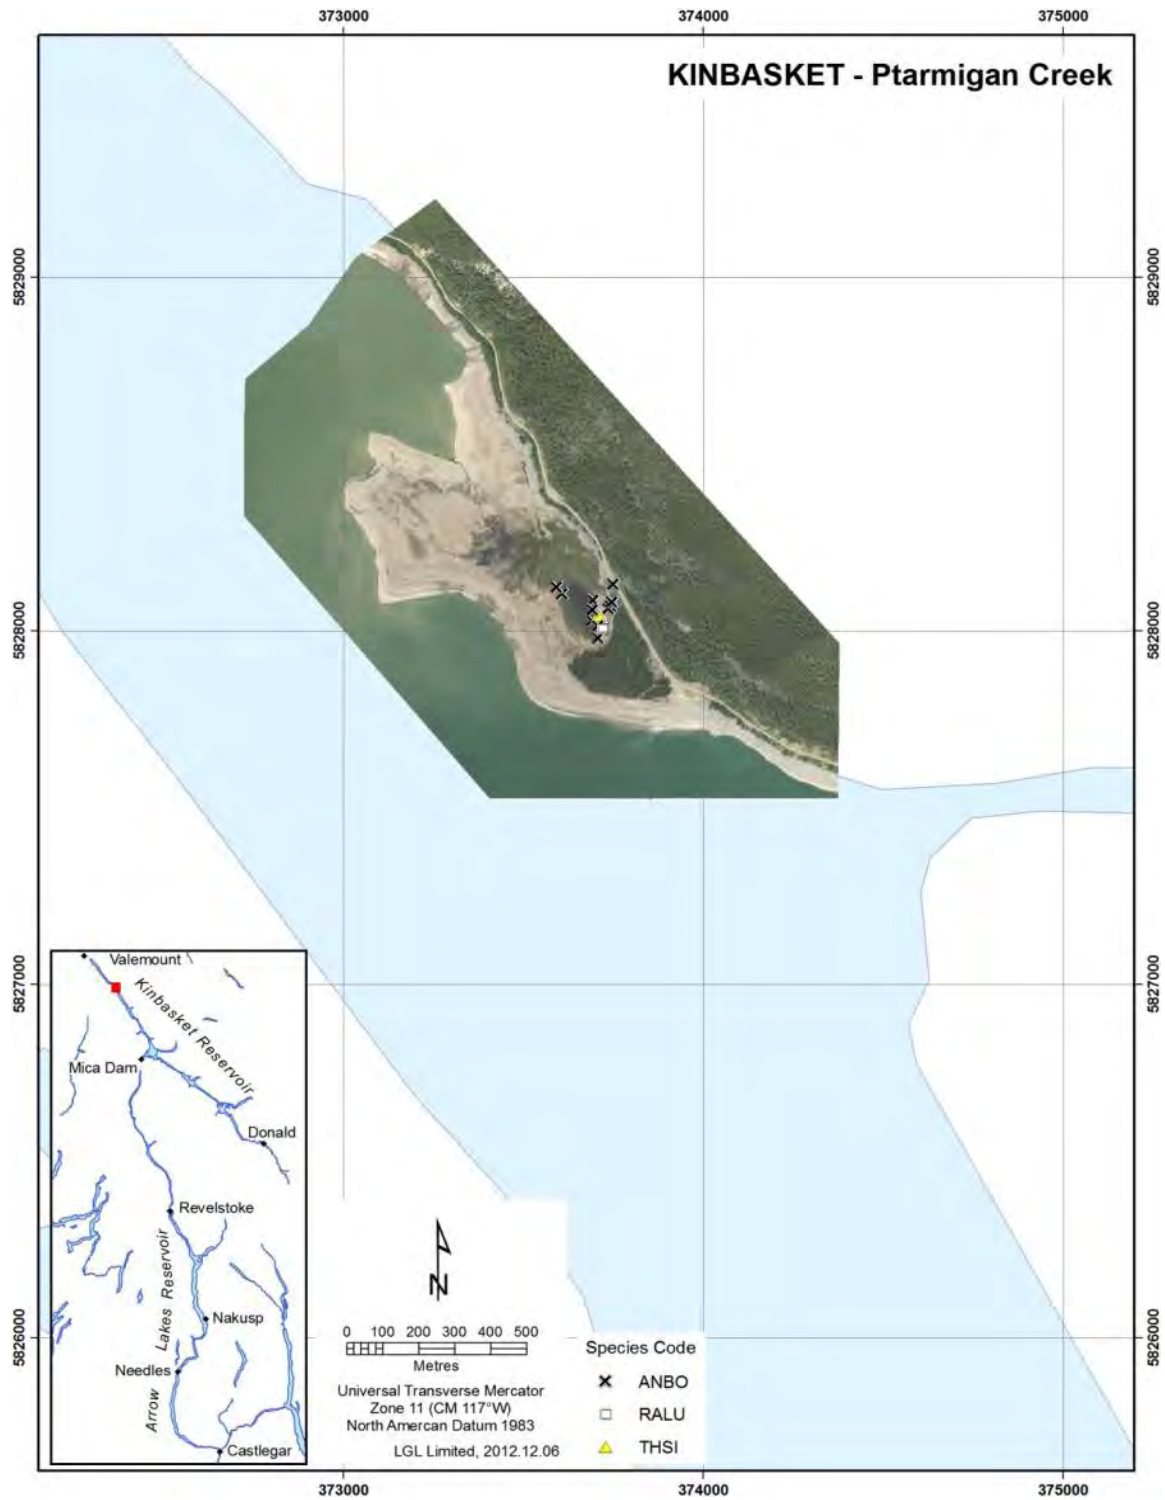 373000
374000
375000
KINBASKET - Ptarmigan Creek
5829000
5829000
5828000
5828000
5827000
5827000
5826000
5826000
Valemount
Kinbasket Reservoir
Mica Dam
Donald
Revelstoke
Arrow Lakes Reservoir
Nakusp
Needles
Castlegar
N
0 100 200 300 400 500
Metres
Universal Transverse Mercator
Zone 11 (CM 117°W)
North Amercan Datum 1983
LGL Limited, 2012.12.06
Species Code
ANBO
RALU
THSI
373000
374000
375000